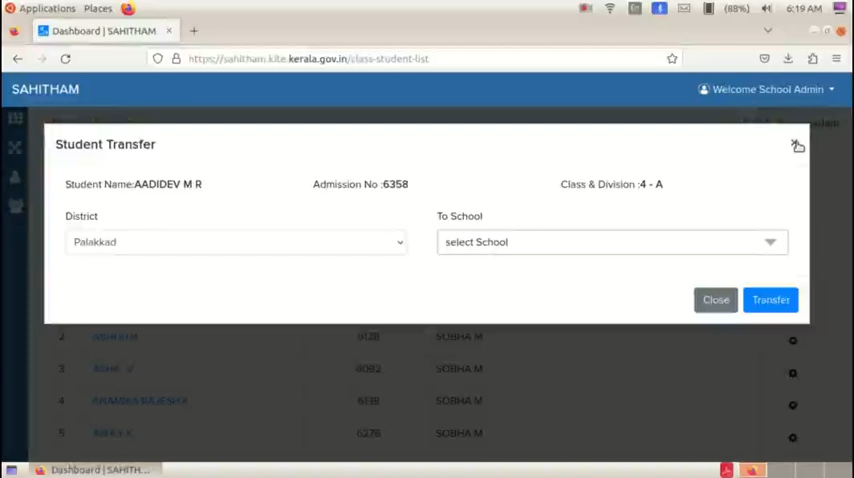 Applications Places (88%) 6:19 AM
Dashboard | SAHITHAM
https://sahitham.kite.kerala.gov.in/class-student-list
SAHITHAM Welcome School Admin
Student Transfer
Student Name:AADIDEV M R Admission No :6358 Class & Division :4 - A
District To School
Palakkad select School
Close Transfer
2 6128 SOBHA M
3 6092 SOBHA M
4 ANAMIKA RAJESH 6138 SOBHA M
5 6276 SOBHA M
Dashboard | SAHITH...